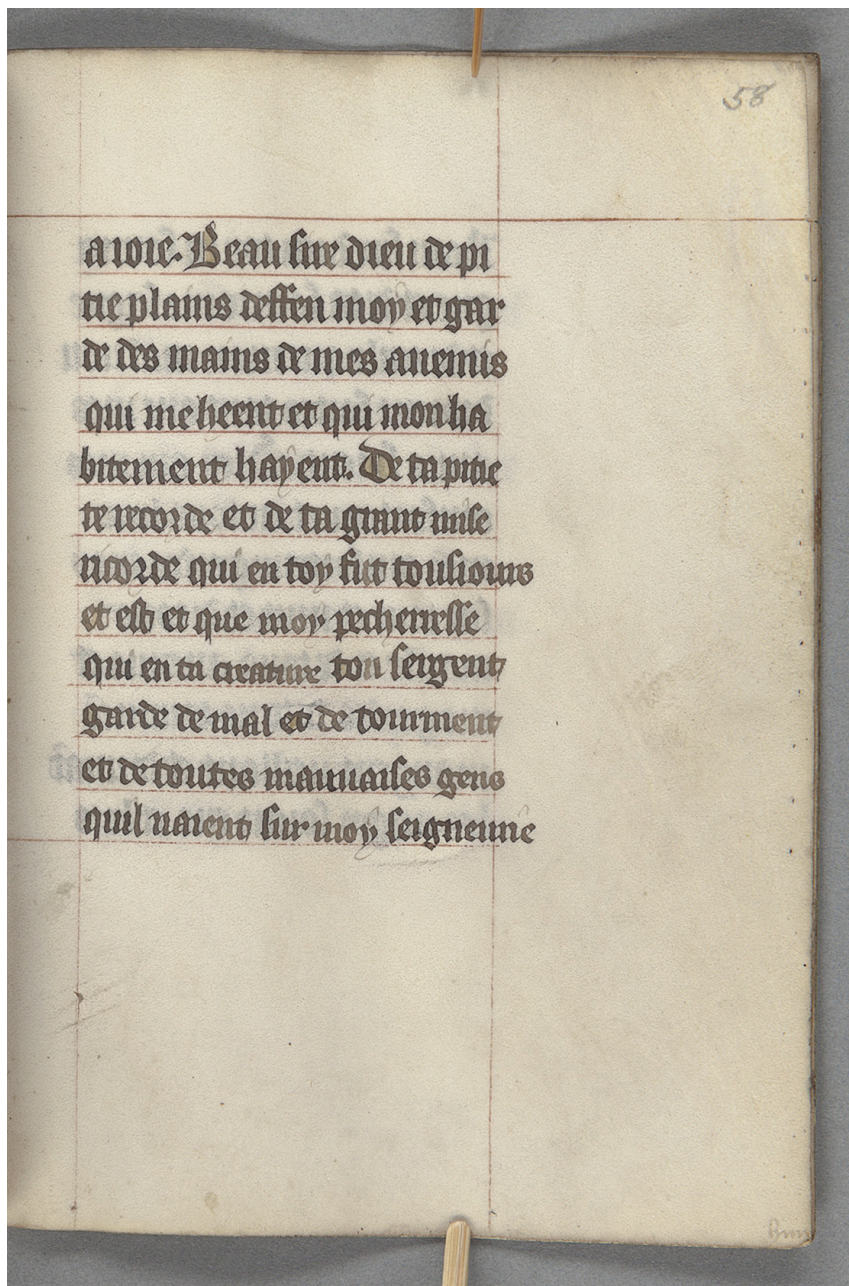 58
a ioie. Beau sire dieu de pi
tie plains deffen moy et gar
de des mains de mes anemis
qui me heent et qui mon ha
bitement hayent. De ta pitie
te recorde et de ta grant mise
ricorde qui en toy fut tousiours
et est et que moy pecherresse
qui en ta creature ton sergent
garde de mal et de tourment
et de toutes mauuaises gens
quil naient sur moy seigneurie